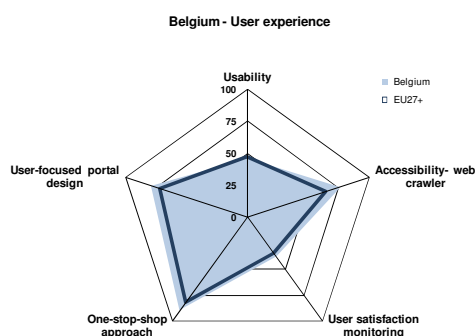 Belgium - User experience
Usability
100
75
50
25
0
Belgium
EU27+
Accessibility- web
crawler
User satisfaction
monitoring
One-stop-shop
approach
User-focused portal
design